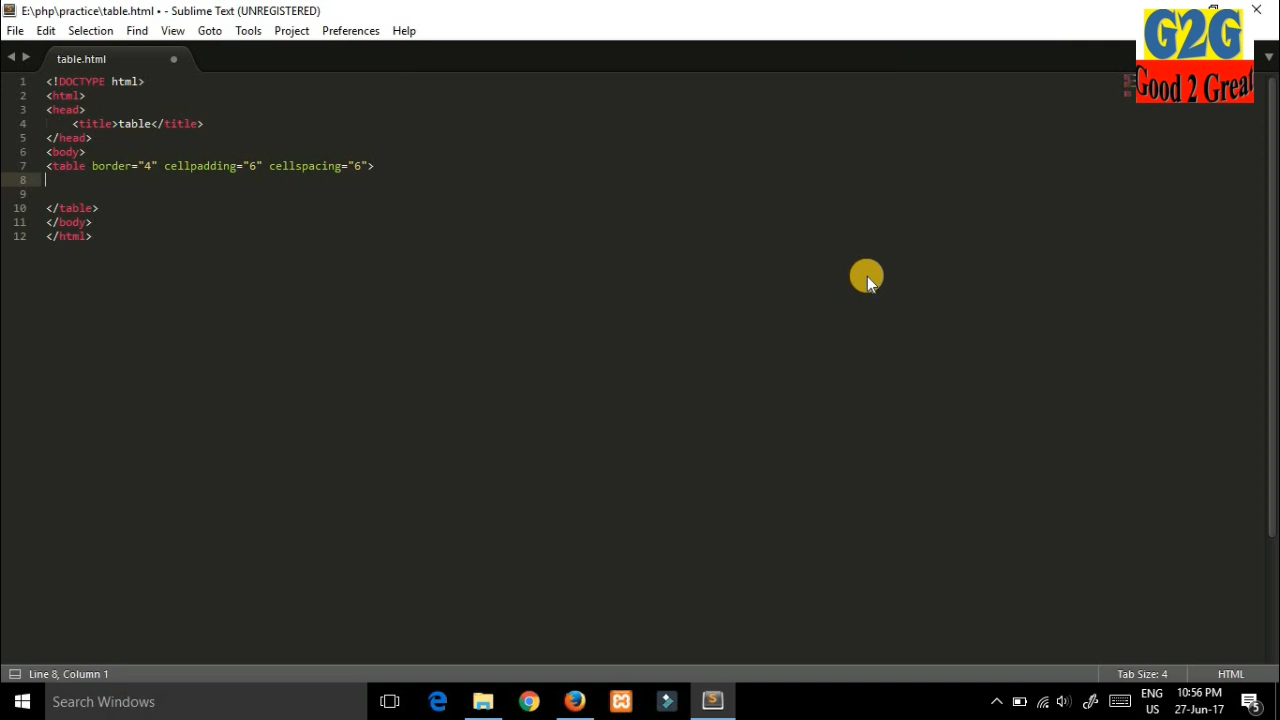 E:\php\practice\table.html • - Sublime Text (UNREGISTERED)
File Edit Selection Find View Goto Tools Project Preferences Help
G2G
Good 2 Great
table.html
1 <!DOCTYPE html>
2 <html>
3 <head>
4 <title>table</title>
5 </head>
6 <body>
7 <table border="4" cellpadding="6" cellspacing="6">
8
9
10 </table>
11 </body>
12 </html>
Line 8, Column 1
Tab Size: 4
HTML
Search Windows
ENG
US
10:56 PM
27-Jun-17
5